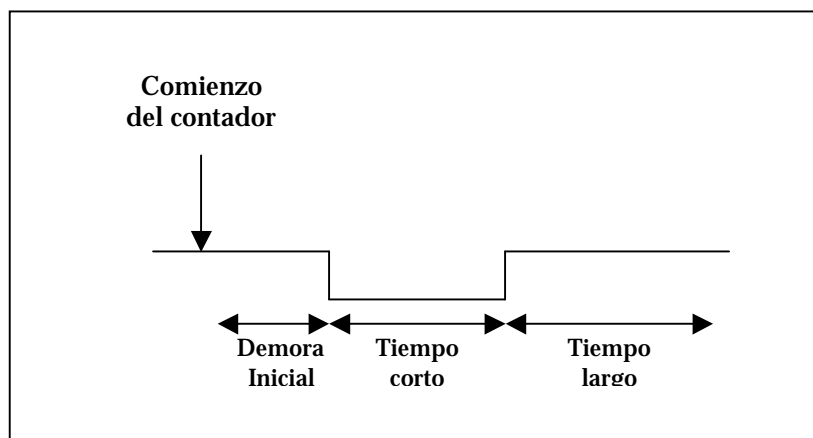 Comienzo
del contador
Demora
Inicial
Tiempo
corto
Tiempo
largo